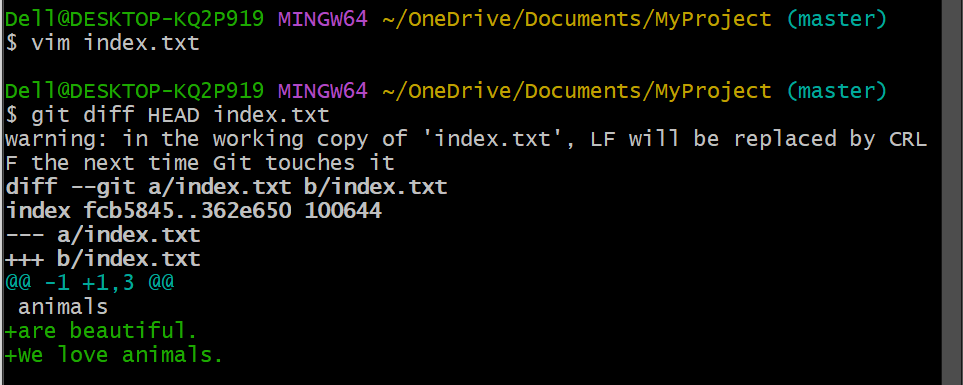 Dell@DESKTOP-KQ2P919 MINGW64 ~/OneDrive/Documents/MyProject (master)
$ vim index.txt
Dell@DESKTOP-KQ2P919 MINGW64 ~/OneDrive/Documents/MyProject (master)
$ git diff HEAD index.txt
warning: in the working copy of 'index.txt', LF will be replaced by CRL
F the next time Git touches it
diff --git a/index.txt b/index.txt
index fcb5845..362e650 100644
--- a/index.txt
+++ b/index.txt
@@ -1 +1,3 @@
 animals
+are beautiful.
+We love animals.